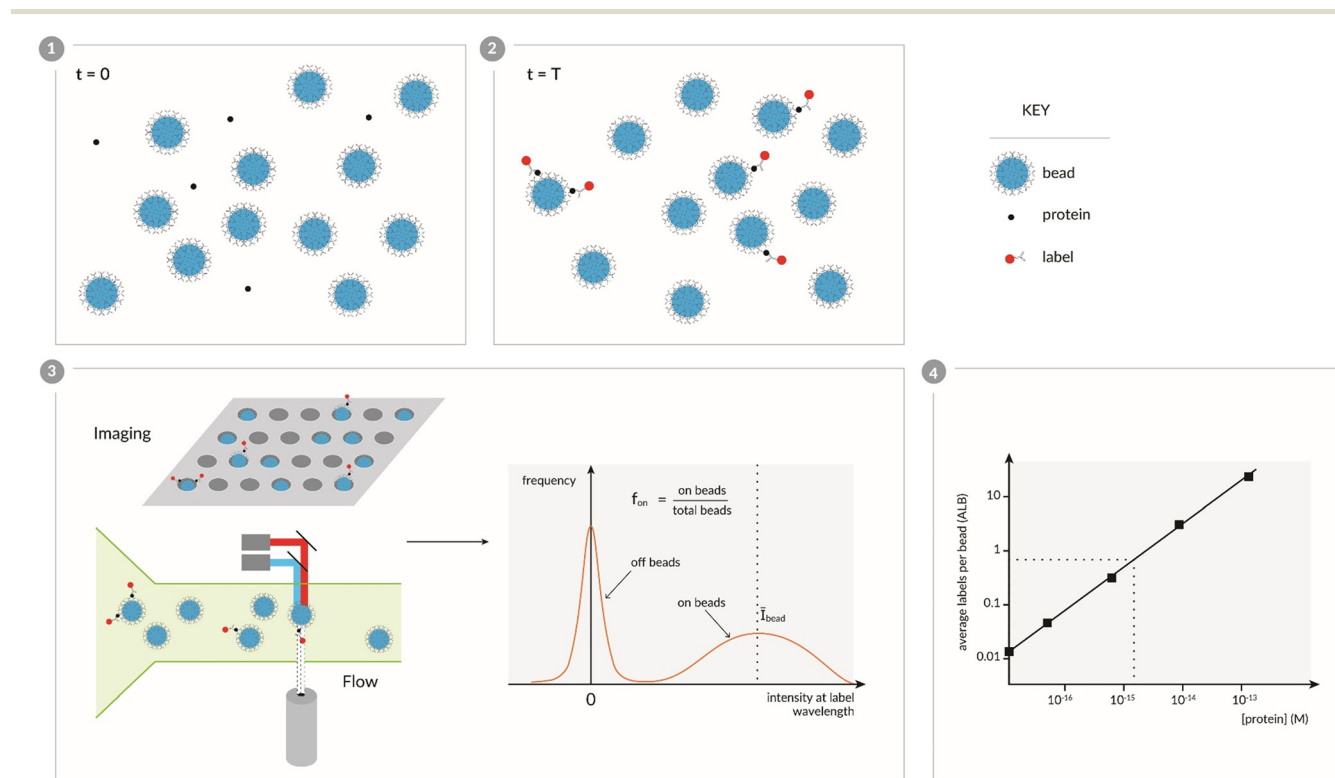 1
t = 0
2
t = T
KEY
bead
protein
label
3
Imaging
Flow
frequency
f_on = on beads / total beads
off beads
on beads
Ī_bead
0
intensity at label
wavelength
4
average labels per bead (ALB)
10
1
0.1
0.01
10⁻¹⁶
10⁻¹⁵
10⁻¹⁴
10⁻¹³
[protein] (M)